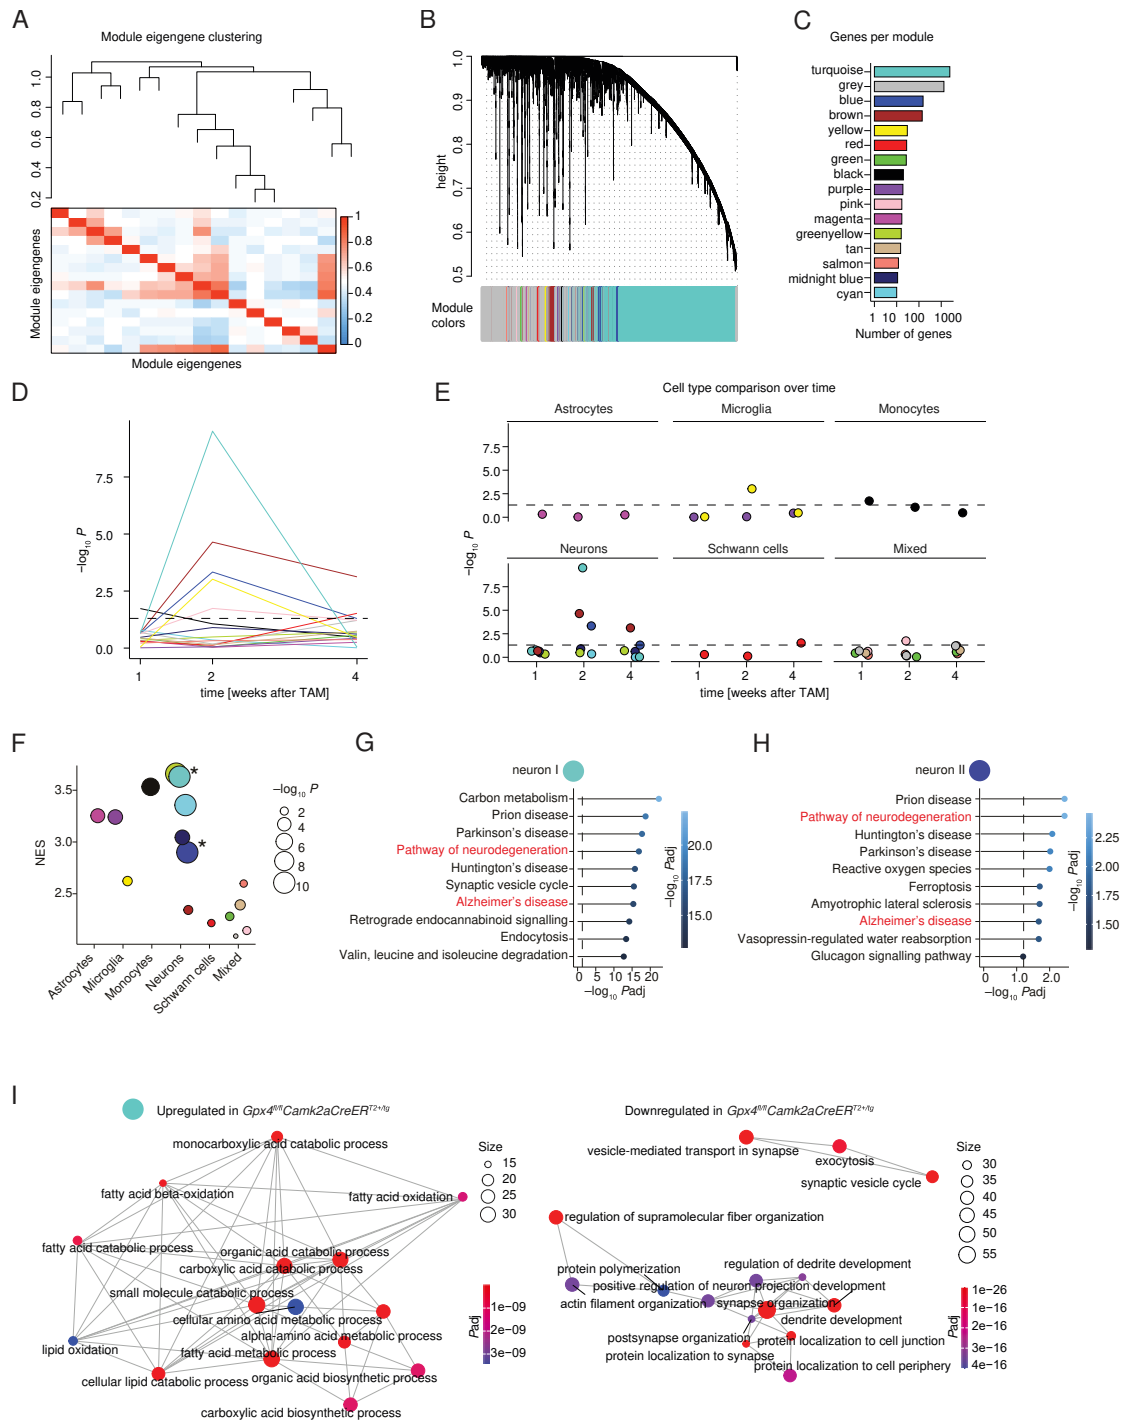 A
Module eigengene clustering
1.0
0.8
0.6
0.4
0.2
Module eigengenes
1
0.8
0.6
0.4
0.2
0
Module eigengenes
B
height
1.0
0.9
0.8
0.7
0.6
0.5
Module
colors
C
Genes per module
turquoise
grey
blue
brown
yellow
red
green
black
purple
pink
magenta
greenyellow
tan
salmon
midnight blue
cyan
1 10 100 1000
Number of genes
D
−log10 P
7.5
5.0
2.5
0.0
1 2 4
time [weeks after TAM]
E
Cell type comparison over time
Astrocytes Microglia Monocytes
7.5
5.0
2.5
0.0
−log10 P
Neurons Schwann cells Mixed
7.5
5.0
2.5
0.0
1 2 4 1 2 4 1 2 4
time [weeks after TAM] time [weeks after TAM]
F
NES
3.5
3.0
2.5
*
*
−log10 P
2
4
6
8
10
Astrocytes
Microglia
Monocytes
Neurons
Schwann cells
Mixed
G
neuron I
Carbon metabolism
Prion disease
Parkinson's disease
Pathway of neurodegeneration
Huntington's disease
Synaptic vesicle cycle
Alzheimer's disease
Retrograde endocannabinoid signalling
Endocytosis
Valin, leucine and isoleucine degradation
0 5 10 15 20
−log10 Padj
20.0
17.5
15.0
−log10 Padj
H
neuron II
Prion disease
Pathway of neurodegeneration
Huntington's disease
Parkinson's disease
Reactive oxygen species
Ferroptosis
Amyotrophic lateral sclerosis
Alzheimer's disease
Vasopressin-regulated water reabsorption
Glucagon signalling pathway
0 1.0 2.0
−log10 Padj
2.25
2.00
1.75
1.50
−log10 Padj
I
Upregulated in Gpx4fl/flCamk2aCreERT2+/tg
monocarboxylic acid catabolic process
fatty acid beta-oxidation
fatty acid oxidation
fatty acid catabolic process
organic acid catabolic process
carboxylic acid catabolic process
small molecule catabolic process
cellular amino acid metabolic process
alpha-amino acid metabolic process
lipid oxidation
fatty acid metabolic process
cellular lipid catabolic process
organic acid biosynthetic process
carboxylic acid biosynthetic process
Size
15
20
25
30
Padj
1e−09
2e−09
3e−09
Downregulated in Gpx4fl/flCamk2aCreERT2+/tg
vesicle-mediated transport in synapse
exocytosis
synaptic vesicle cycle
regulation of supramolecular fiber organization
protein polymerization
regulation of dedrite development
positive regulation of neuron projection development
actin filament organization
synapse organization
dendrite development
postsynapse organization
protein localization to cell junction
protein localization to synapse
protein localization to cell periphery
Size
30
35
40
45
50
55
Padj
1e−26
1e−16
2e−16
3e−16
4e−16